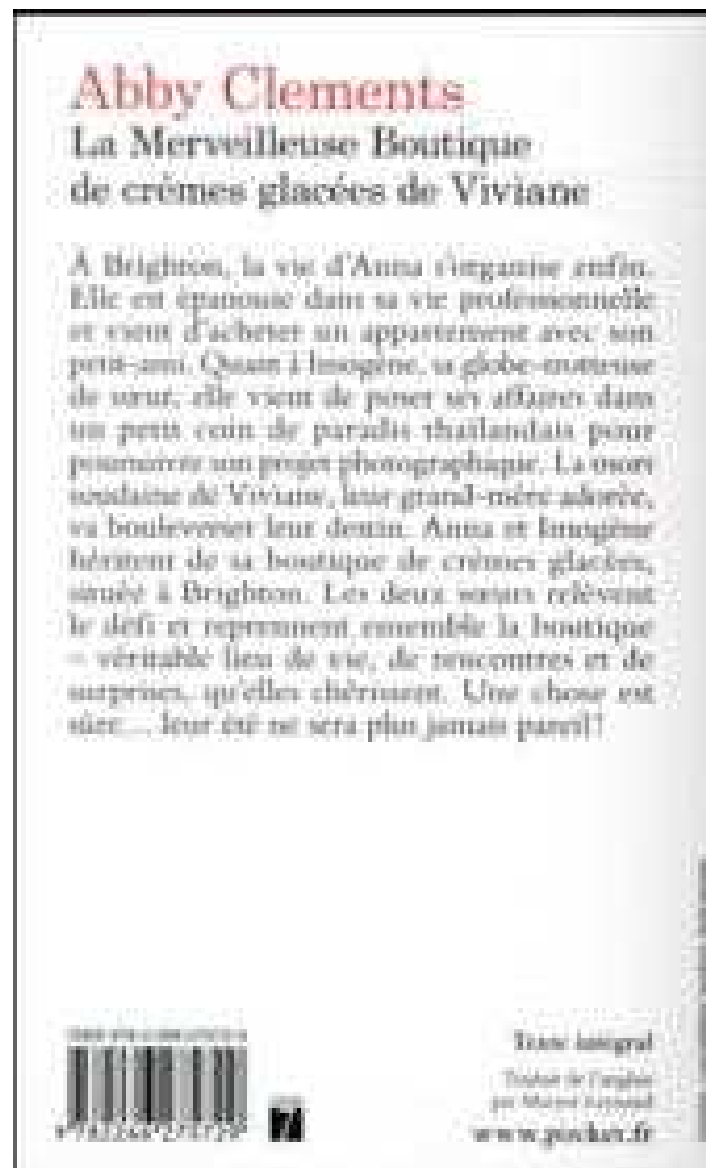 Abby Clements
La Merveilleuse Boutique
de crèmes glacées de Viviane
À Brighton, la vie d'Anna s'organise enfin.
Elle est épanouie dans sa vie professionnelle
et vient d'acheter un appartement avec son
petit-ami. Quant à Imogène, sa globe-trotteuse
de sœur, elle vient de poser ses affaires dans
un petit coin de paradis thaïlandais pour
poursuivre son projet photographique. La mort
soudaine de Viviane, leur grand-mère adorée,
va bouleverser leur destin. Anna et Imogène
héritent de sa boutique de crèmes glacées,
située à Brighton. Les deux sœurs relèvent
le défi et reprennent ensemble la boutique
– véritable lieu de vie, de rencontres et de
surprises, qu'elles chérissent. Une chose est
sûre… leur été ne sera plus jamais pareil !
Texte intégral
Traduit de l'anglais
par
www.pocket.fr